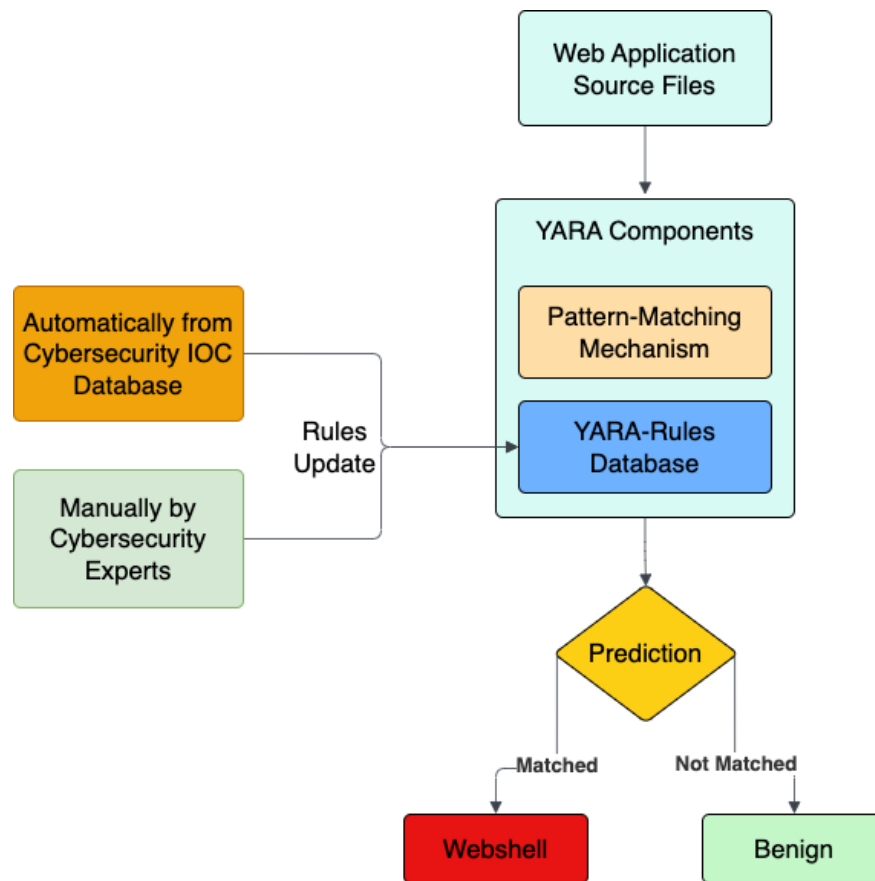 Web Application
Source Files
YARA Components
Pattern-Matching
Mechanism
Automatically from
Cybersecurity IOC
Database
Rules
Update
YARA-Rules
Database
Manually by
Cybersecurity
Experts
Prediction
Matched
Not Matched
Webshell
Benign